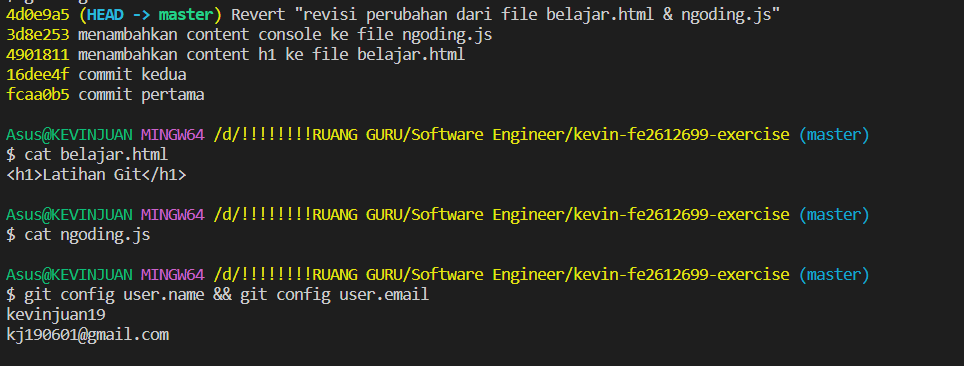 4d0e9a5 (HEAD -> master) Revert "revisi perubahan dari file belajar.html & ngoding.js"
3d8e253 menambahkan content console ke file ngoding.js
4901811 menambahkan content h1 ke file belajar.html
16dee4f commit kedua
fcaa0b5 commit pertama
Asus@KEVINJUAN MINGW64 /d/!!!!!!!!RUANG GURU/Software Engineer/kevin-fe2612699-exercise (master)
$ cat belajar.html
<h1>Latihan Git</h1>
Asus@KEVINJUAN MINGW64 /d/!!!!!!!!RUANG GURU/Software Engineer/kevin-fe2612699-exercise (master)
$ cat ngoding.js
Asus@KEVINJUAN MINGW64 /d/!!!!!!!!RUANG GURU/Software Engineer/kevin-fe2612699-exercise (master)
$ git config user.name && git config user.email
kevinjuan19
kj190601@gmail.com